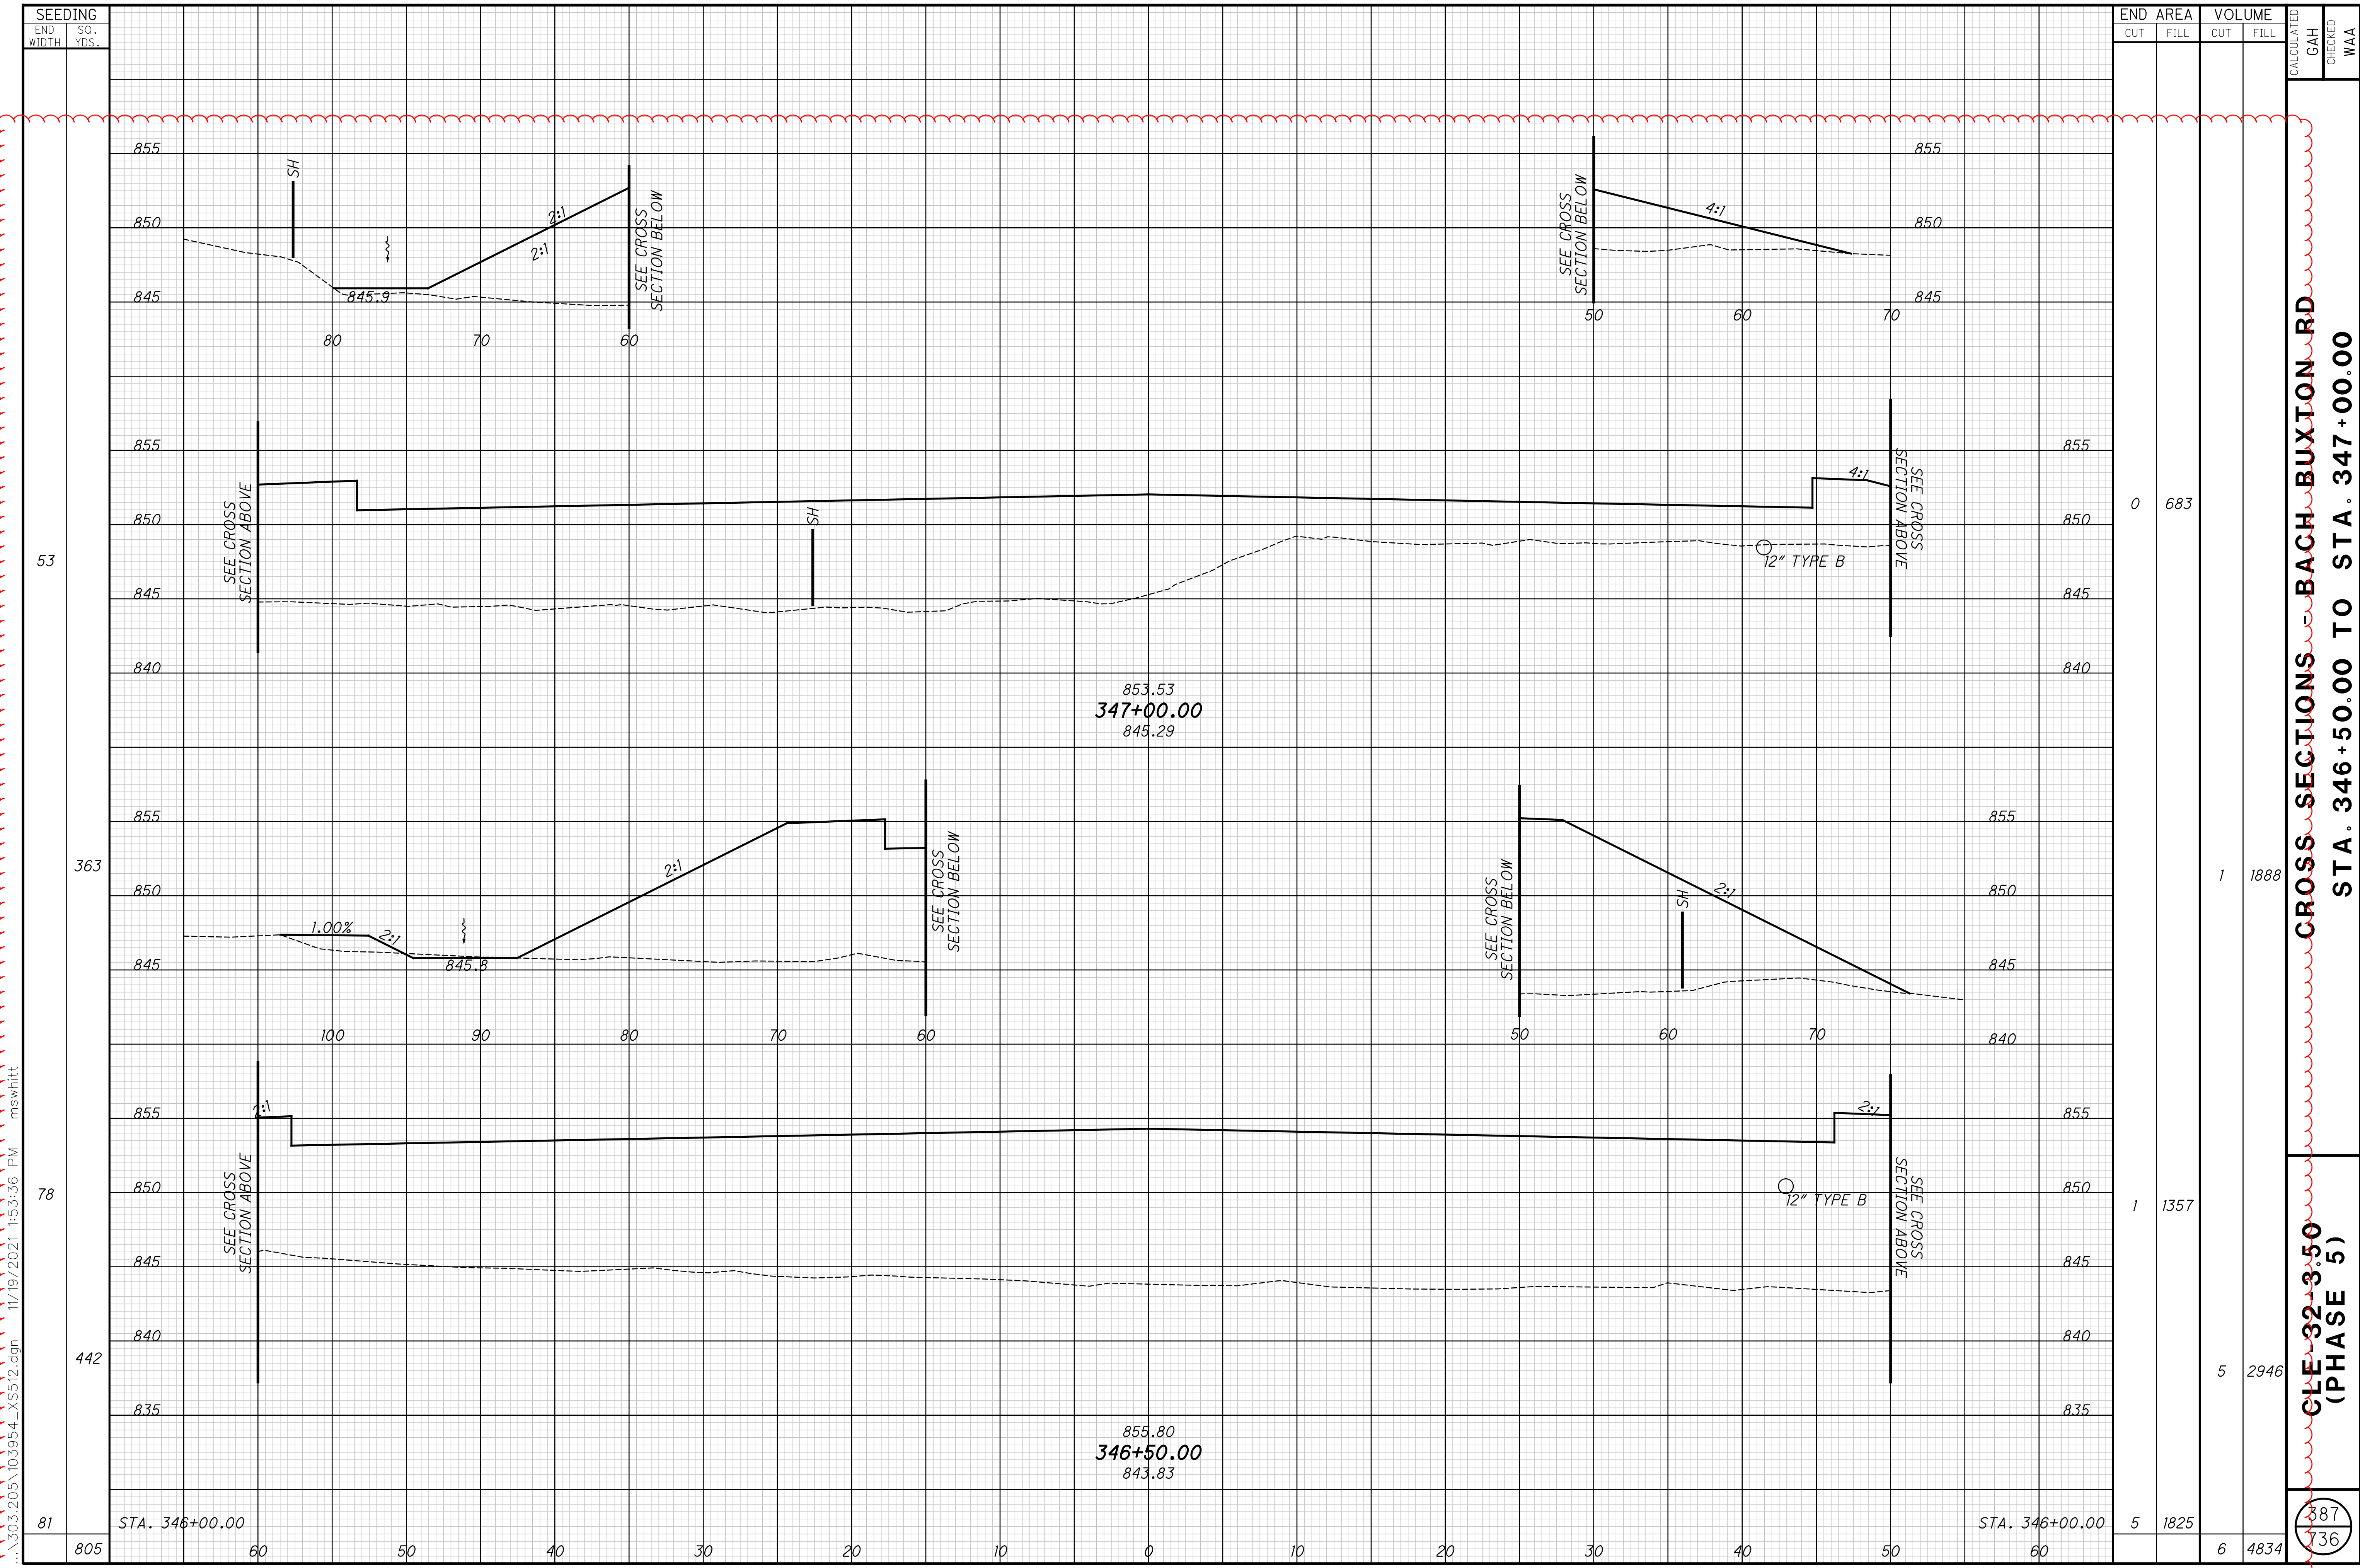 SEEDING
END WIDTH
SQ. YDS.
END AREA
VOLUME
CUT
FILL
CUT
FILL
CALCULATED
GAH
CHECKED
WAA
855
850
845
SH
2:1
2:1
845.9
SEE CROSS
SECTION BELOW
80
70
60
SEE CROSS
SECTION BELOW
4:1
855
850
845
50
60
70
855
850
845
840
SEE CROSS
SECTION ABOVE
SH
4:1
12" TYPE B
SEE CROSS
SECTION ABOVE
855
850
845
840
53
0
683
853.53
347+00.00
845.29
363
1
1888
855
850
845
1.00%
2:1
845.8
2:1
SEE CROSS
SECTION BELOW
100
90
80
70
60
SEE CROSS
SECTION BELOW
SH
2:1
855
850
845
840
50
60
70
855
850
845
840
835
2:1
SEE CROSS
SECTION ABOVE
2:1
12" TYPE B
SEE CROSS
SECTION ABOVE
855
850
845
840
835
78
1
1357
442
5
2946
855.80
346+50.00
843.83
81
STA. 346+00.00
STA. 346+00.00
5
1825
805
60
50
40
30
20
10
0
10
20
30
40
50
60
6
4834
CROSS SECTIONS - BACH BUXTON RD
STA. 346+50.00 TO STA. 347+00.00
CLE-32-3.50
(PHASE 5)
387
736
...\303.205\103954_XS512.dgn 11/19/2021 1:53:36 PM mswhitt